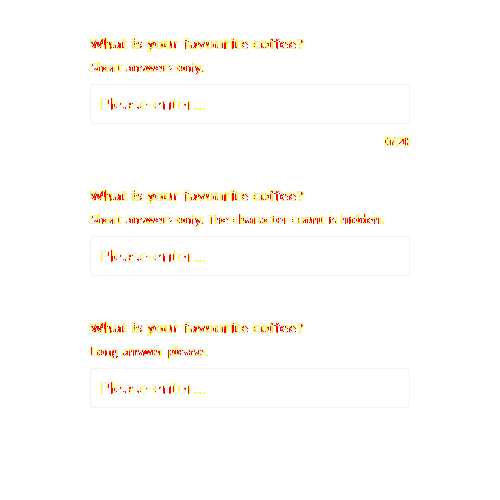 What is your favourite coffee?
Short answers only.
Please enter ...
0/20
What is your favourite coffee?
Short answers only. The character count is hidden.
Please enter ...
What is your favourite coffee?
Long answer please.
Please enter ...